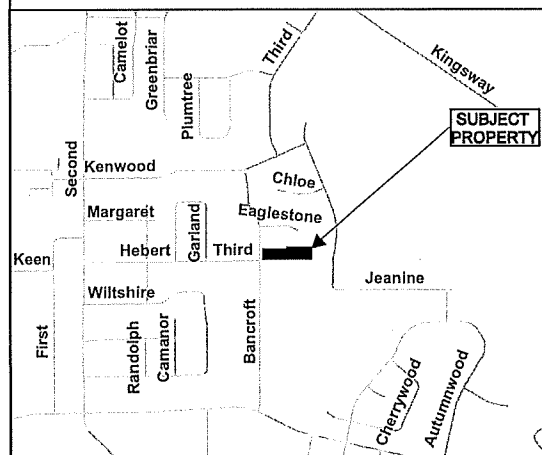 Camelot
Greenbriar
Plumtree
Third
Kingsway
SUBJECT
PROPERTY
Second
Kenwood
Chloe
Margaret
Garland
Eaglestone
Keen
Hebert
Third
Jeanine
Wiltshire
First
Randolph
Camanor
Bancroft
Cherrywood
Autumnwood